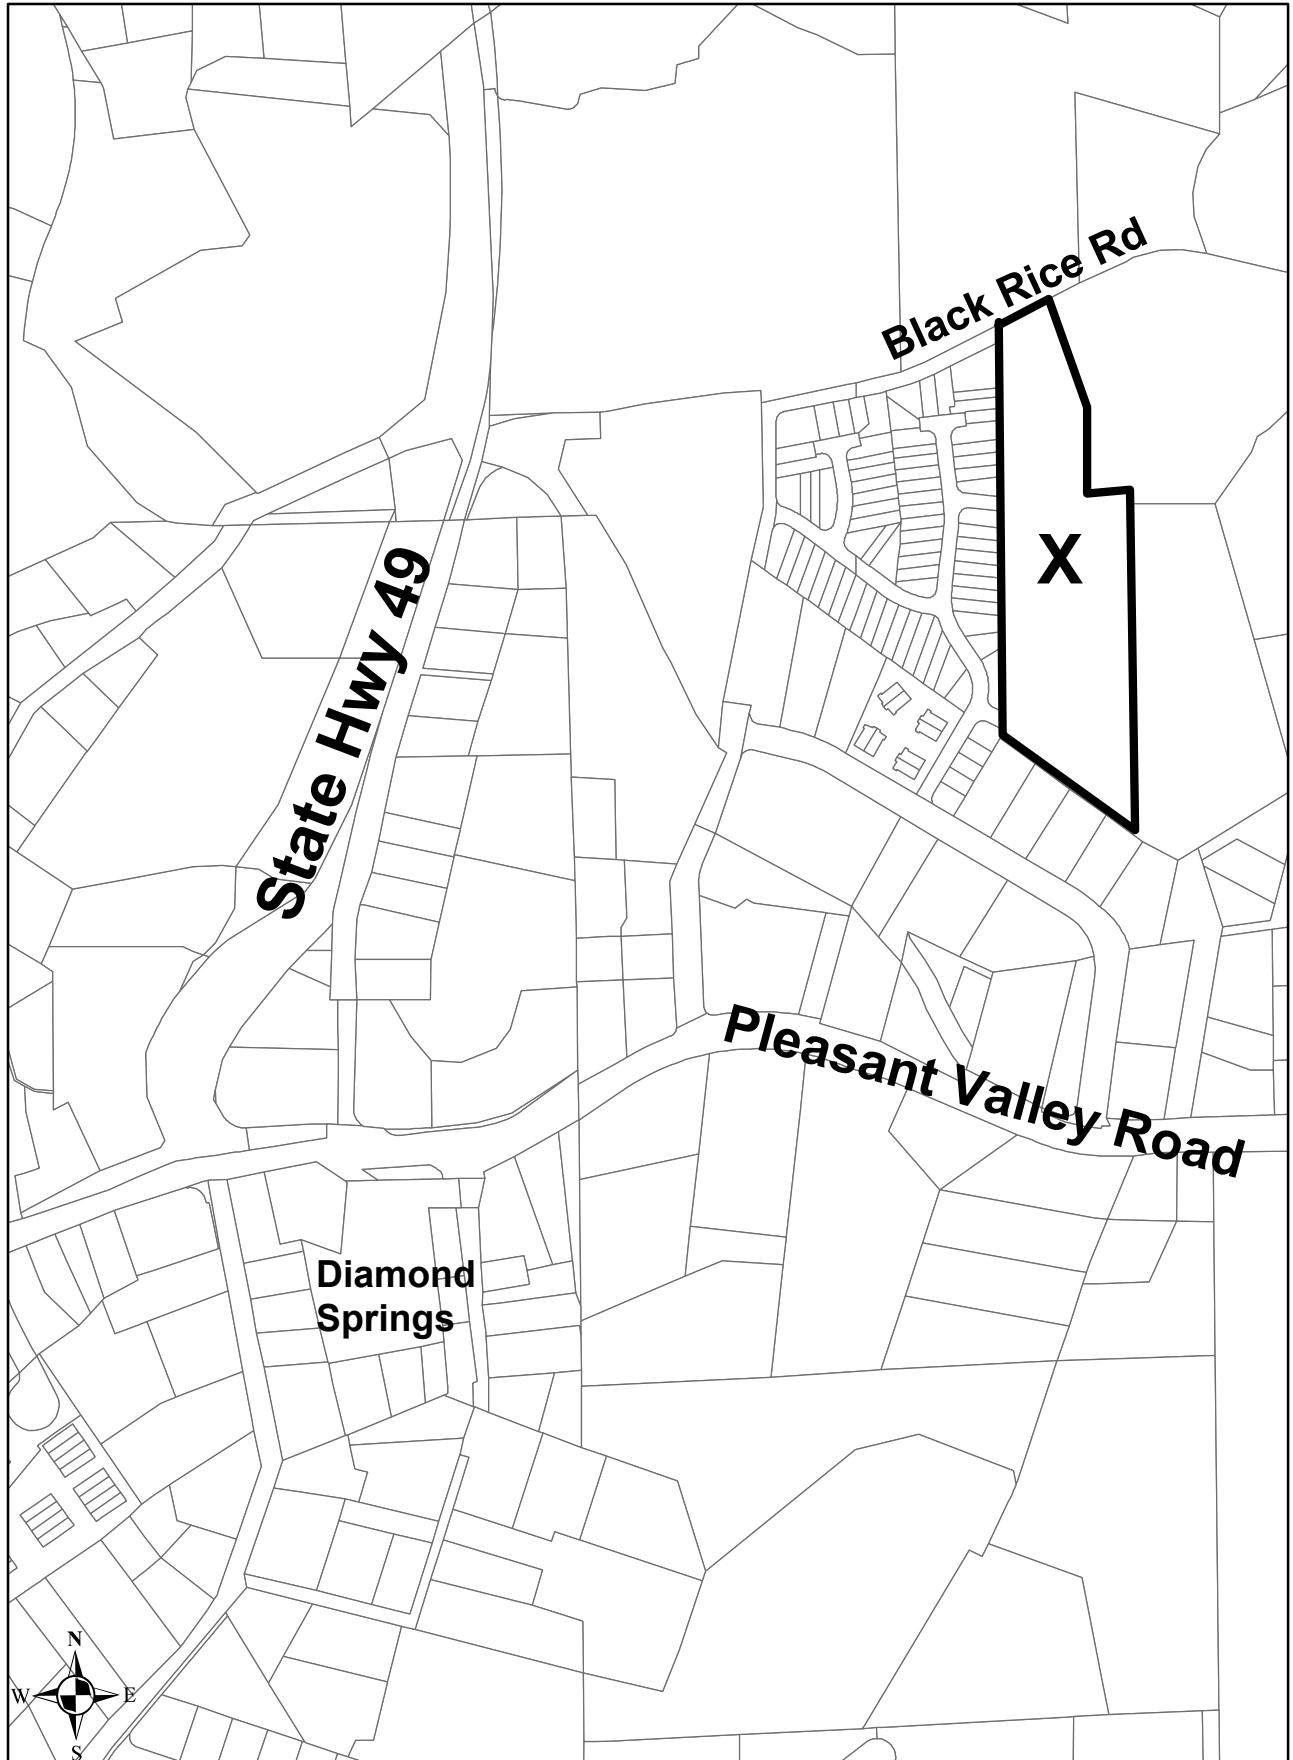 Black Rice Rd
X
State Hwy 49
Pleasant Valley Road
Diamond
Springs
N
W
E
S